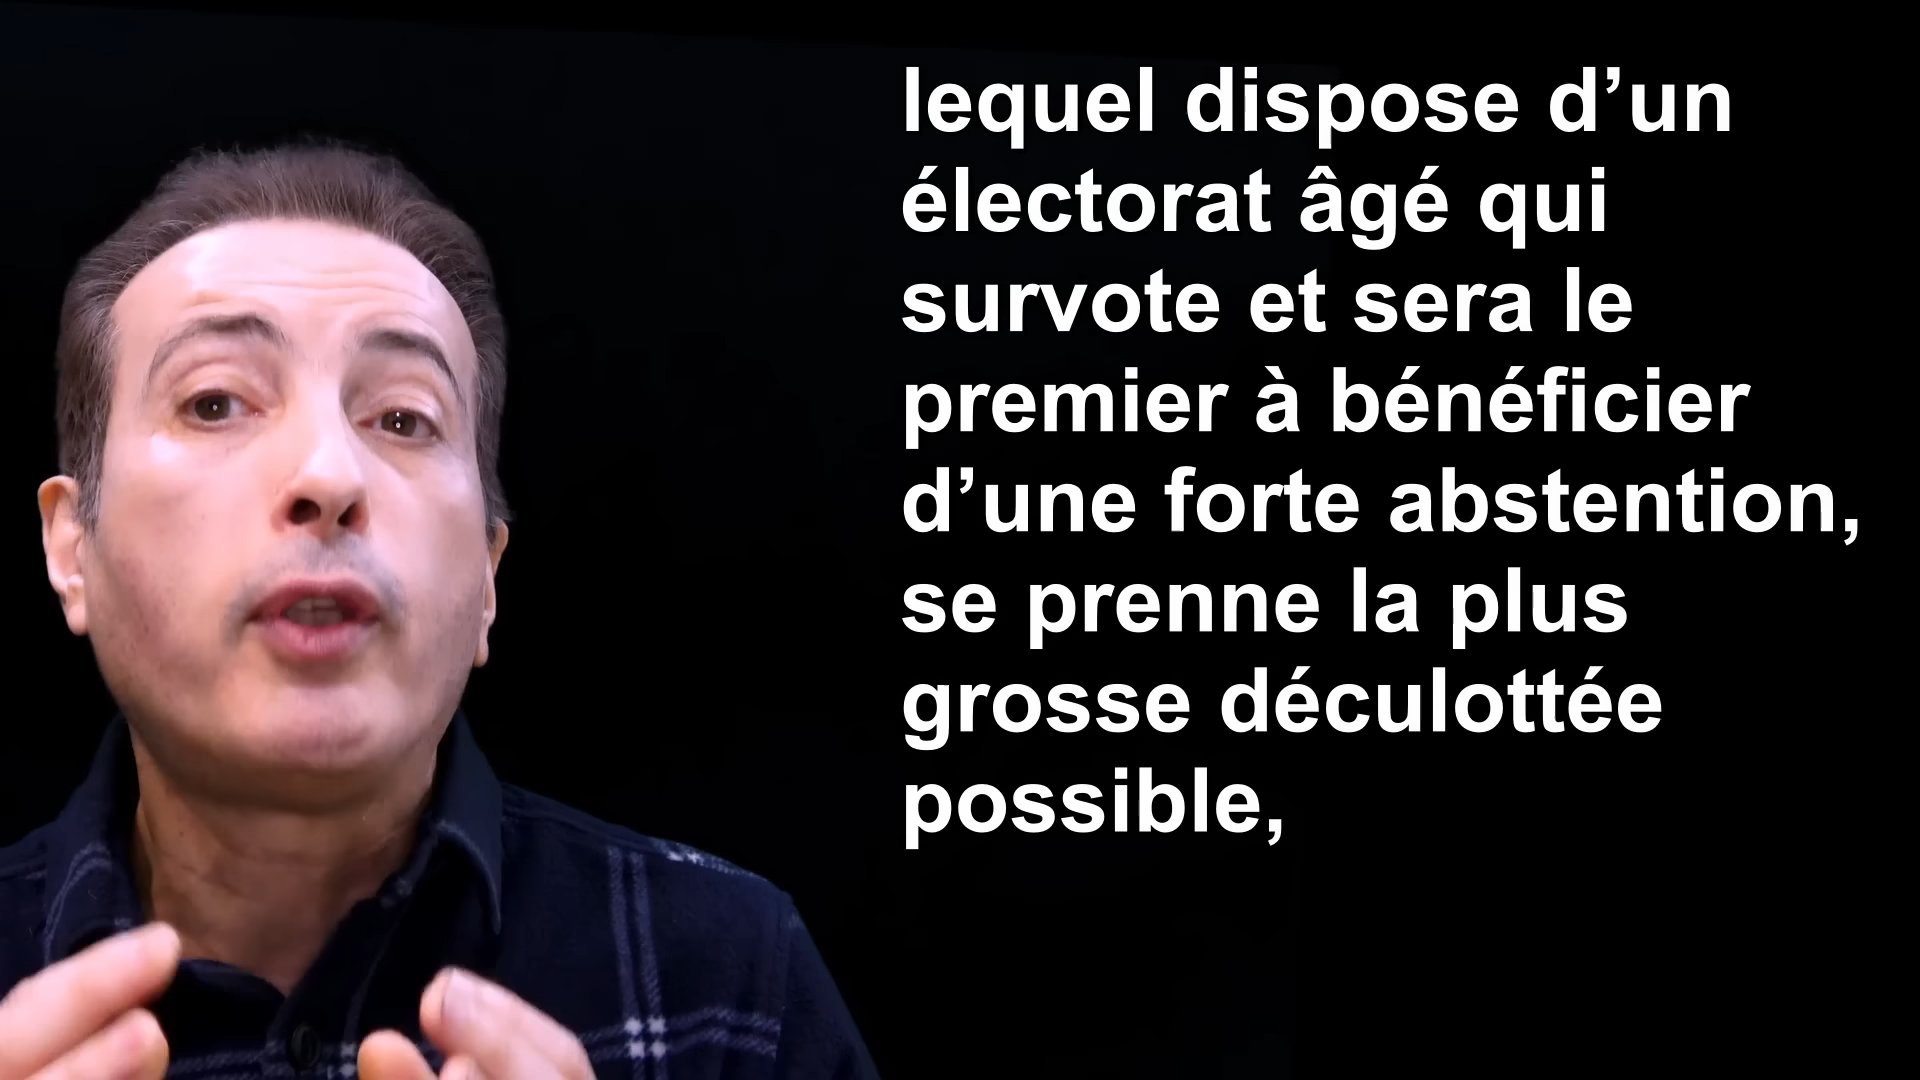 lequel dispose d’un
électorat âgé qui
survote et sera le
premier à bénéficier
d’une forte abstention,
se prenne la plus
grosse déculottée
possible,